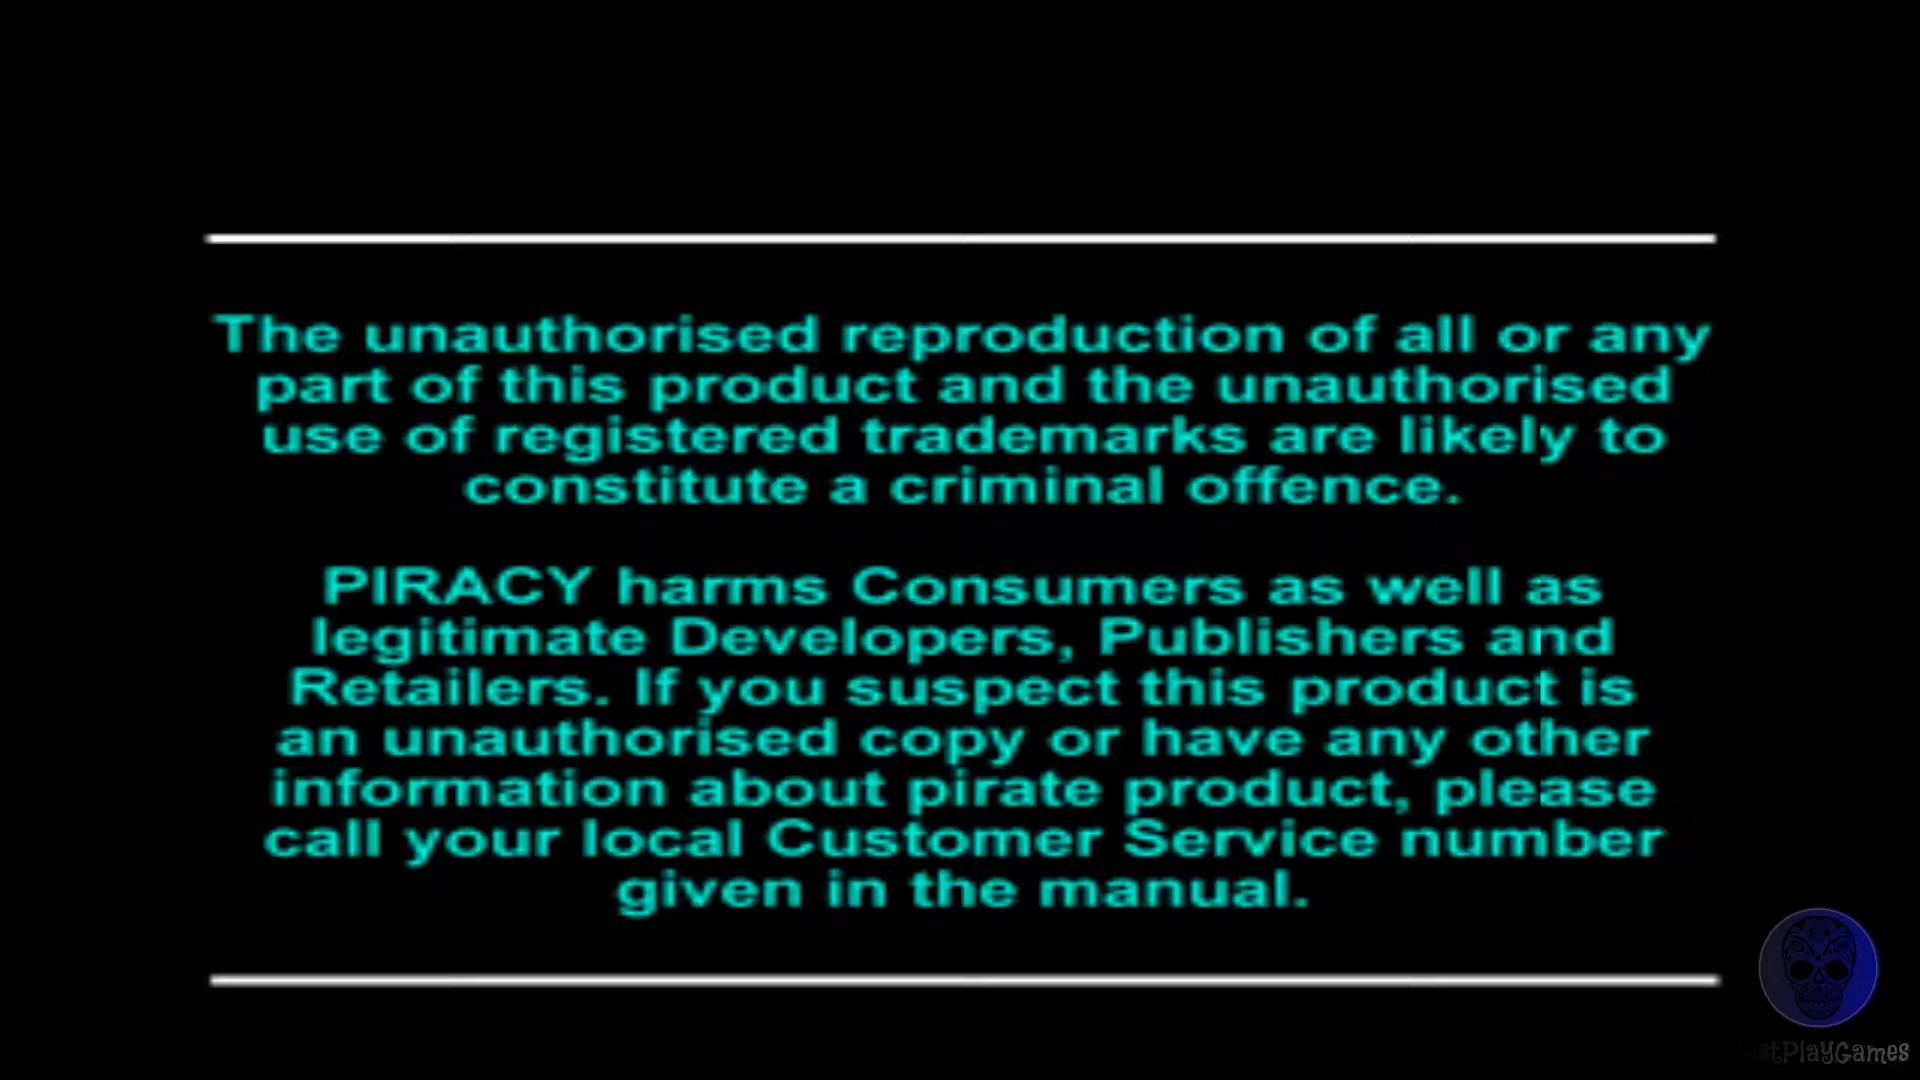 The unauthorised reproduction of all or any
part of this product and the unauthorised
use of registered trademarks are likely to
constitute a criminal offence.
PIRACY harms Consumers as well as
legitimate Developers, Publishers and
Retailers. If you suspect this product is
an unauthorised copy or have any other
information about pirate product, please
call your local Customer Service number
given in the manual.